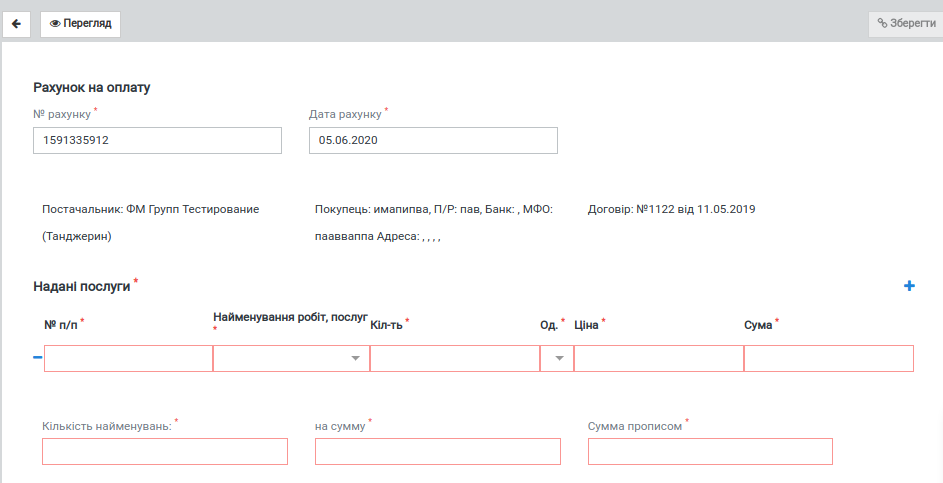 Перегляд
Зберегти
Рахунок на оплату
№ рахунку *
Дата рахунку *
1591335912
05.06.2020
Постачальник: ФМ Групп Тестирование
(Танджерин)
Покупець: имапипва, П/Р: пав, Банк: , МФО:
паавваппа Адреса: , , , ,
Договір: №1122 від 11.05.2019
Надані послуги *
№ п/п *
Найменування робіт, послуг
*
Кіл-ть *
Од. *
Ціна *
Сума *
Кількість найменувань: *
на сумму *
Сумма прописом *